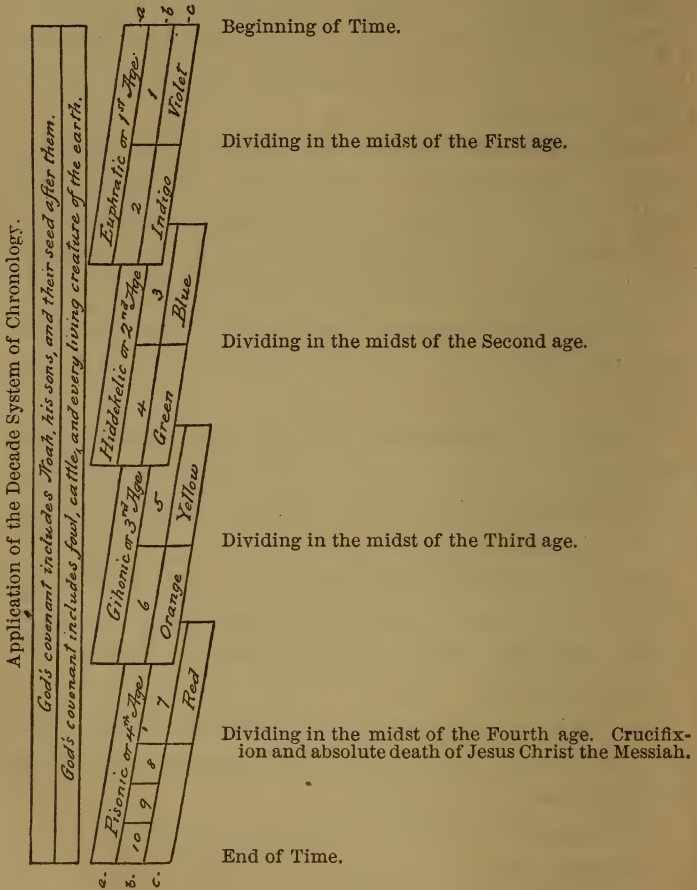 Application of the Decade System of Chronology.
God's covenant includes Noah, his sons, and their seed after them.
God's covenant includes fowl, cattle, and every living creature of the earth.
a- b- c-
Pisonic or 4th Age
10 9 8 7
Red
Gihonic or 3rd Age
6 5
Orange Yellow
Hiddekelic or 2nd Age
4 3
Green Blue
Euphratic or 1st Age.
2 1
Indigo Violet
-a -b -c
Beginning of Time.
Dividing in the midst of the First age.
Dividing in the midst of the Second age.
Dividing in the midst of the Third age.
Dividing in the midst of the Fourth age. Crucifix-
ion and absolute death of Jesus Christ the Messiah.
End of Time.